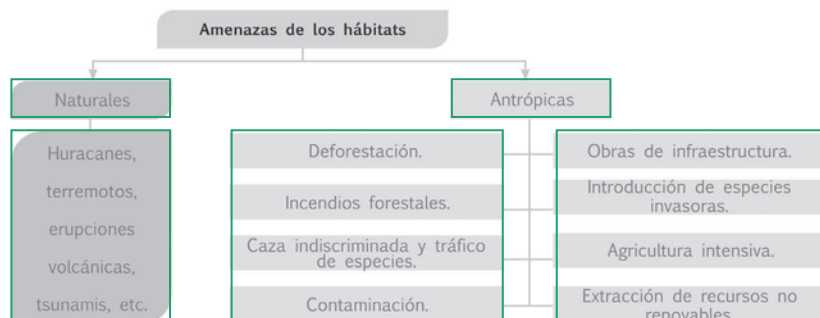 Amenazas de los hábitats
Naturales
Antrópicas
Huracanes,
terremotos,
erupciones
volcánicas,
tsunamis, etc.
Deforestación.
Incendios forestales.
Caza indiscriminada y tráfico
de especies.
Contaminación.
Obras de infraestructura.
Introducción de especies
invasoras.
Agricultura intensiva.
Extracción de recursos no
renovables.